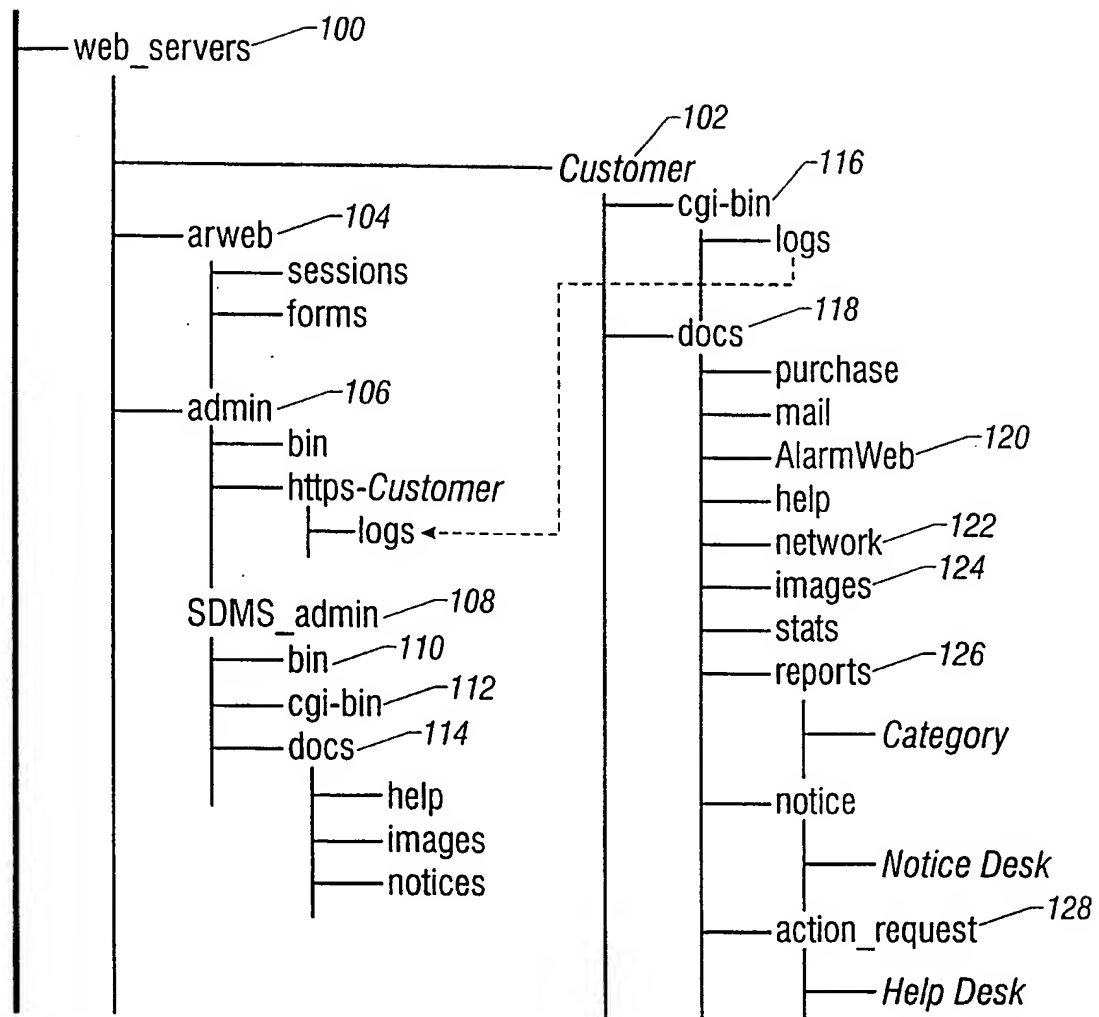 web_servers 100
102
Customer
116
cgi-bin
logs
118
docs
purchase
mail
AlarmWeb 120
help
network 122
images 124
stats
reports 126
Category
notice
Notice Desk
action_request 128
Help Desk
arweb 104
sessions
forms
admin 106
bin
https-Customer
logs
SDMS_admin 108
bin 110
cgi-bin 112
docs 114
help
images
notices